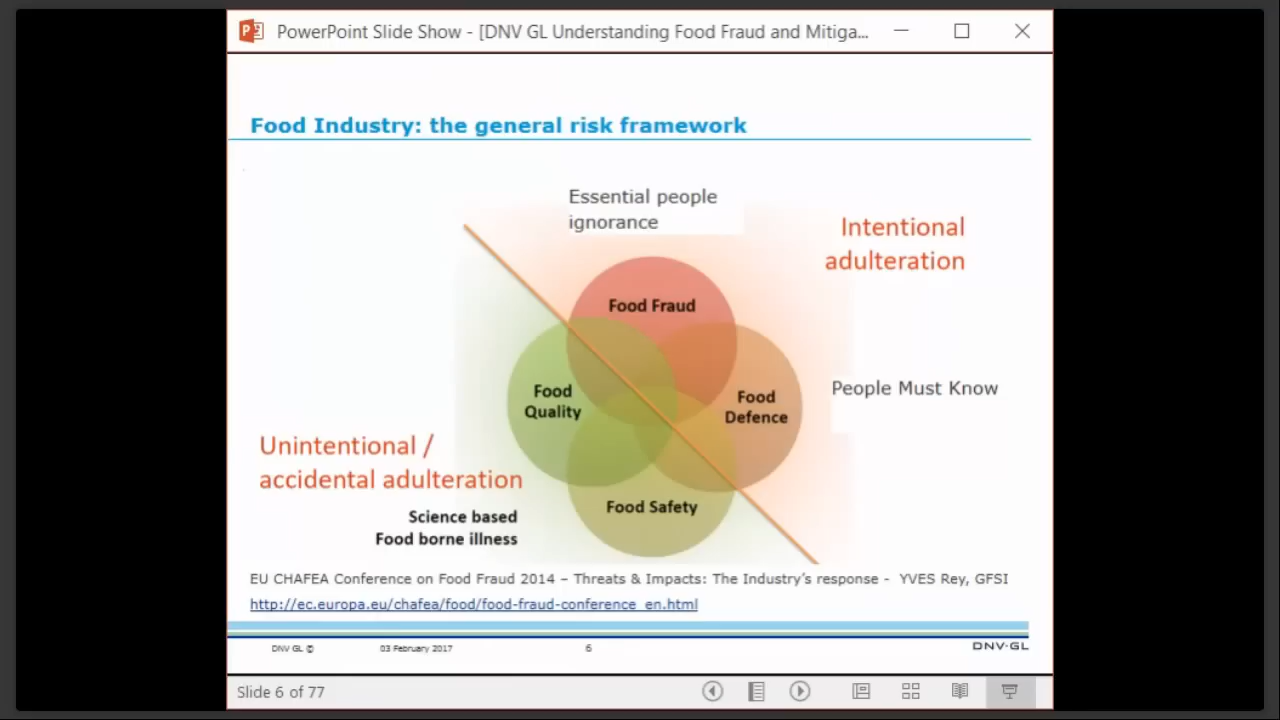 PowerPoint Slide Show - [DNV GL Understanding Food Fraud and Mitiga...
Food Industry: the general risk framework
Essential people
ignorance
Intentional
adulteration
Food Fraud
Food
Quality
Food
Defence
People Must Know
Unintentional /
accidental adulteration
Food Safety
Science based
Food borne illness
EU CHAFEA Conference on Food Fraud 2014 – Threats & Impacts: The Industry's response - YVES Rey, GFSI
http://ec.europa.eu/chafea/food/food-fraud-conference_en.html
DNV GL ©
03 February 2017
6
DNV·GL
Slide 6 of 77